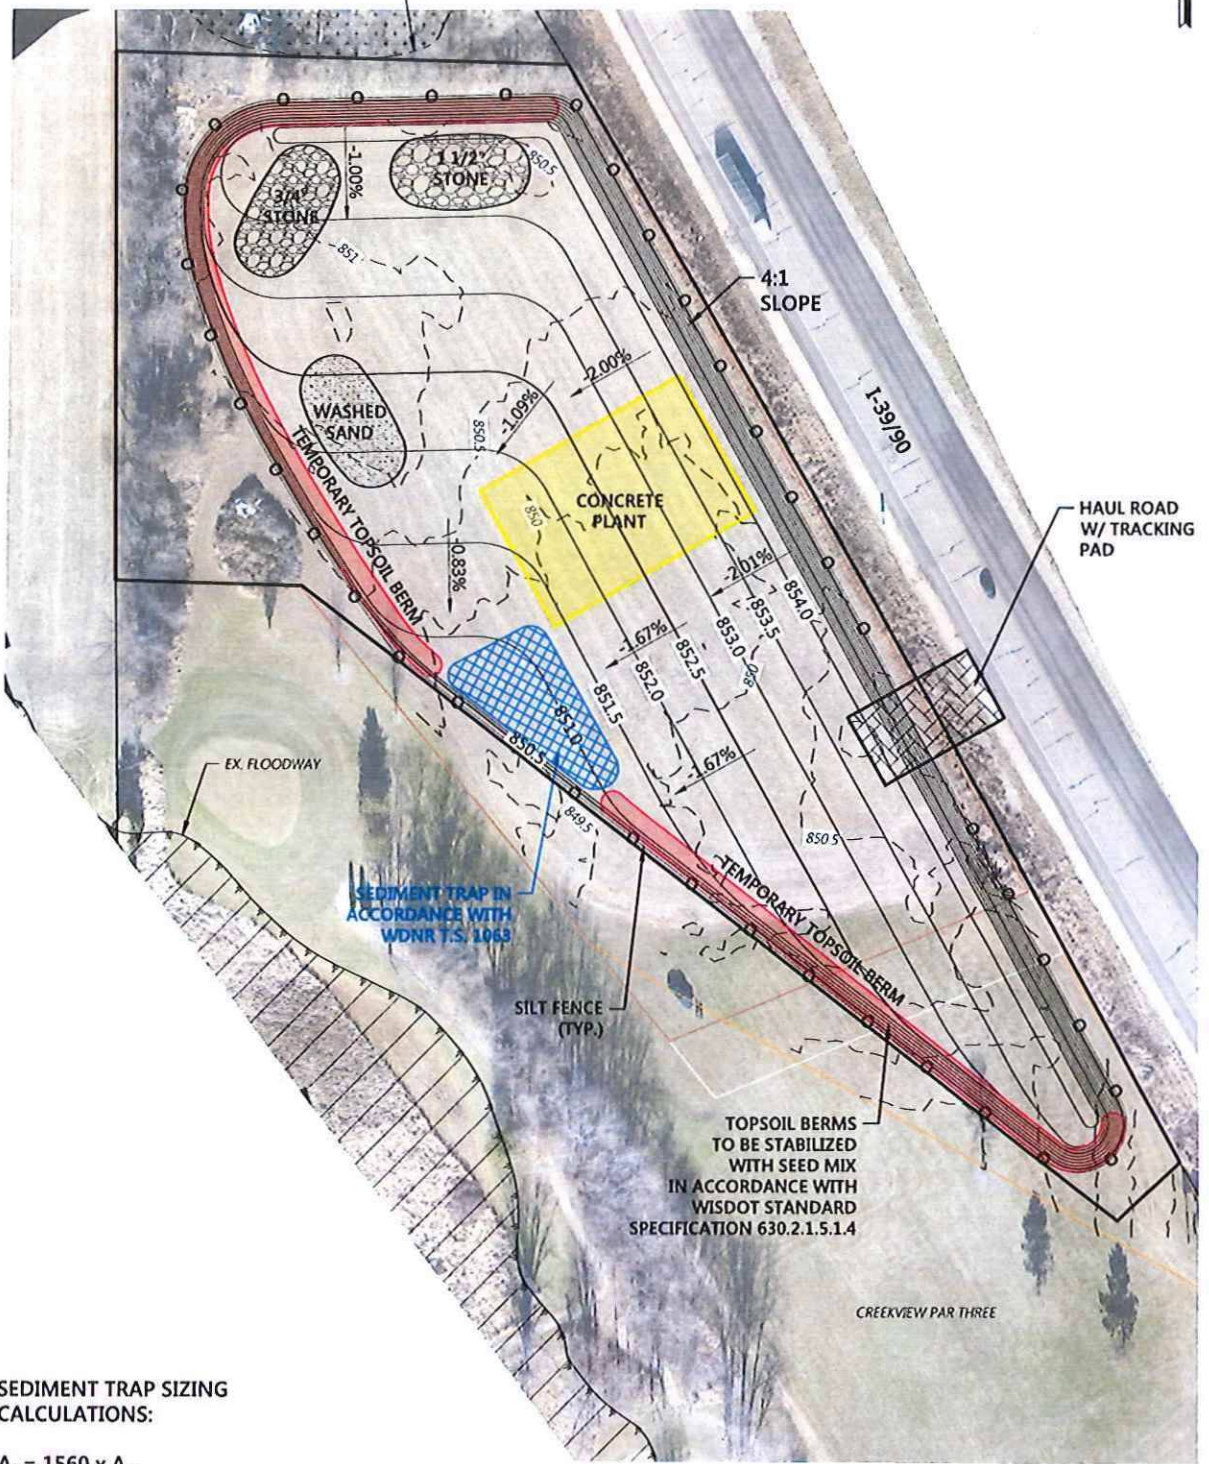 1 1/2"
STONE
850.5
-1.00%
3/4"
STONE
851
4:1
SLOPE
-2.00%
-1.09%
I-39/90
WASHED
SAND
850.5
TEMPORARY TOPSOIL BERM
CONCRETE
PLANT
850
HAUL ROAD
W/ TRACKING
PAD
-0.83%
-2.01%
854.0
853.5
853.0
-1.67%
852.5
852.0
851.5
851.0
850.5
-1.67%
EX. FLOODWAY
849.5
850.5
SEDIMENT TRAP IN
ACCORDANCE WITH
WDNR T.S. 1063
TEMPORARY TOPSOIL BERM
SILT FENCE
(TYP.)
TOPSOIL BERMS
TO BE STABILIZED
WITH SEED MIX
IN ACCORDANCE WITH
WISDOT STANDARD
SPECIFICATION 630.2.1.5.1.4
CREEKVIEW PAR THREE
SEDIMENT TRAP SIZING
CALCULATIONS:
= 1560 x